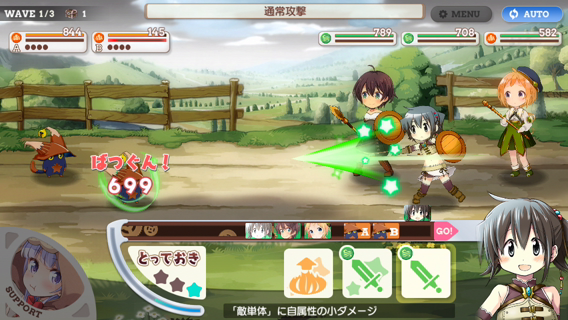 WAVE 1/3 1
通常攻撃
MENU
AUTO
844
145
789
708
582
A
B
ばつぐん!
699
A
B
GO!
とっておき
SUPPORT
「敵単体」に自属性の小ダメージ